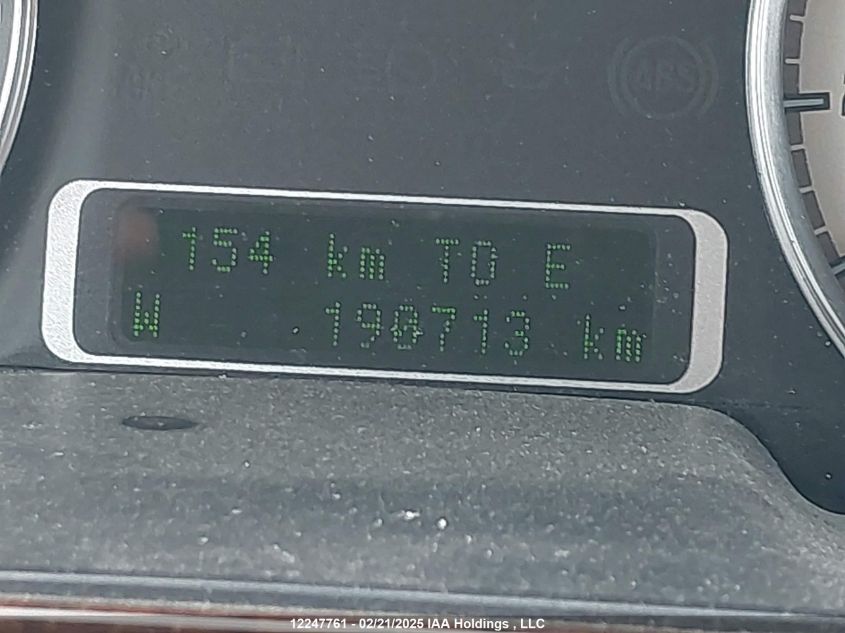 ABS
154 km TO E
W 190713 km
12247761 - 02/21/2025 IAA Holdings , LLC